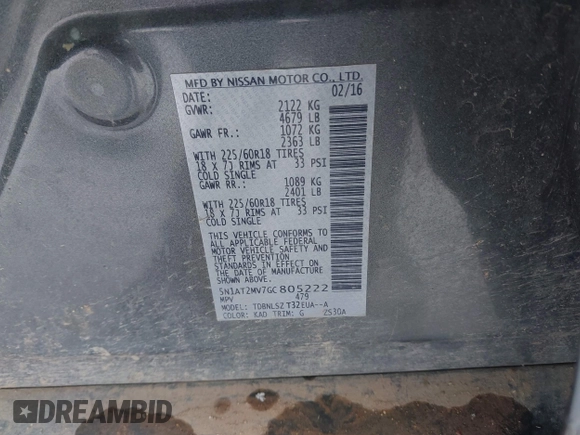 MFD BY NISSAN MOTOR CO., LTD.
DATE: 02/16
GVWR: 2122 KG
4679 LB
GAWR FR.: 1072 KG
2363 LB
WITH 225/60R18 TIRES
18 X 7J RIMS AT 33 PSI
COLD SINGLE
GAWR RR.: 1089 KG
2401 LB
WITH 225/60R18 TIRES
18 X 7J RIMS AT 33 PSI
COLD SINGLE
THIS VEHICLE CONFORMS TO
ALL APPLICABLE FEDERAL
MOTOR VEHICLE SAFETY AND
THEFT PREVENTION
STANDARDS IN EFFECT ON
THE DATE OF MANUFACTURE
SHOWN ABOVE.
5N1AT2MV7GC805222
MPV 479
MODEL: TDBNLSZ T32EUA--A
COLOR: KAD TRIM: G 2S30A
DREAMBID